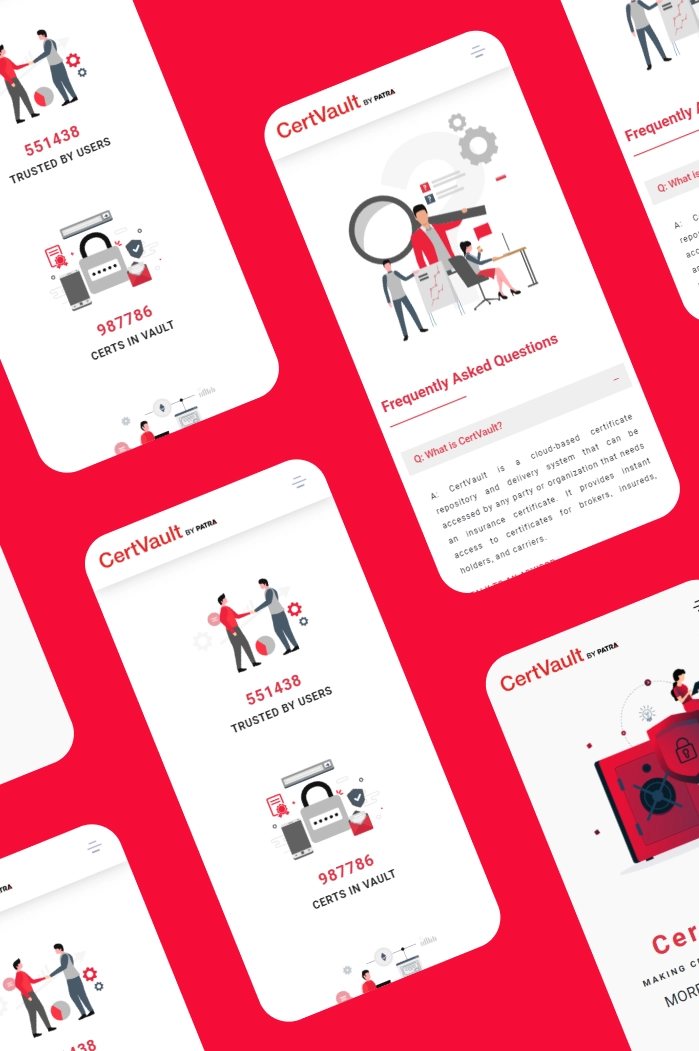 551438
TRUSTED BY USERS
987786
CERTS IN VAULT
CertVault BY PATRA
Frequently Asked Questions
Q: What is CertVault?
A: CertVault is a cloud-based certificate
repository and delivery system that can be
accessed by any party or organization that needs
an insurance certificate. It provides instant
access to certificates for brokers, insureds,
holders, and carriers.
Frequently A
Q: What is
A: C
repo
acc
CertVault BY PATRA
551438
TRUSTED BY USERS
987786
CERTS IN VAULT
CertVault BY PATRA
Cer
MAKING C
MORE